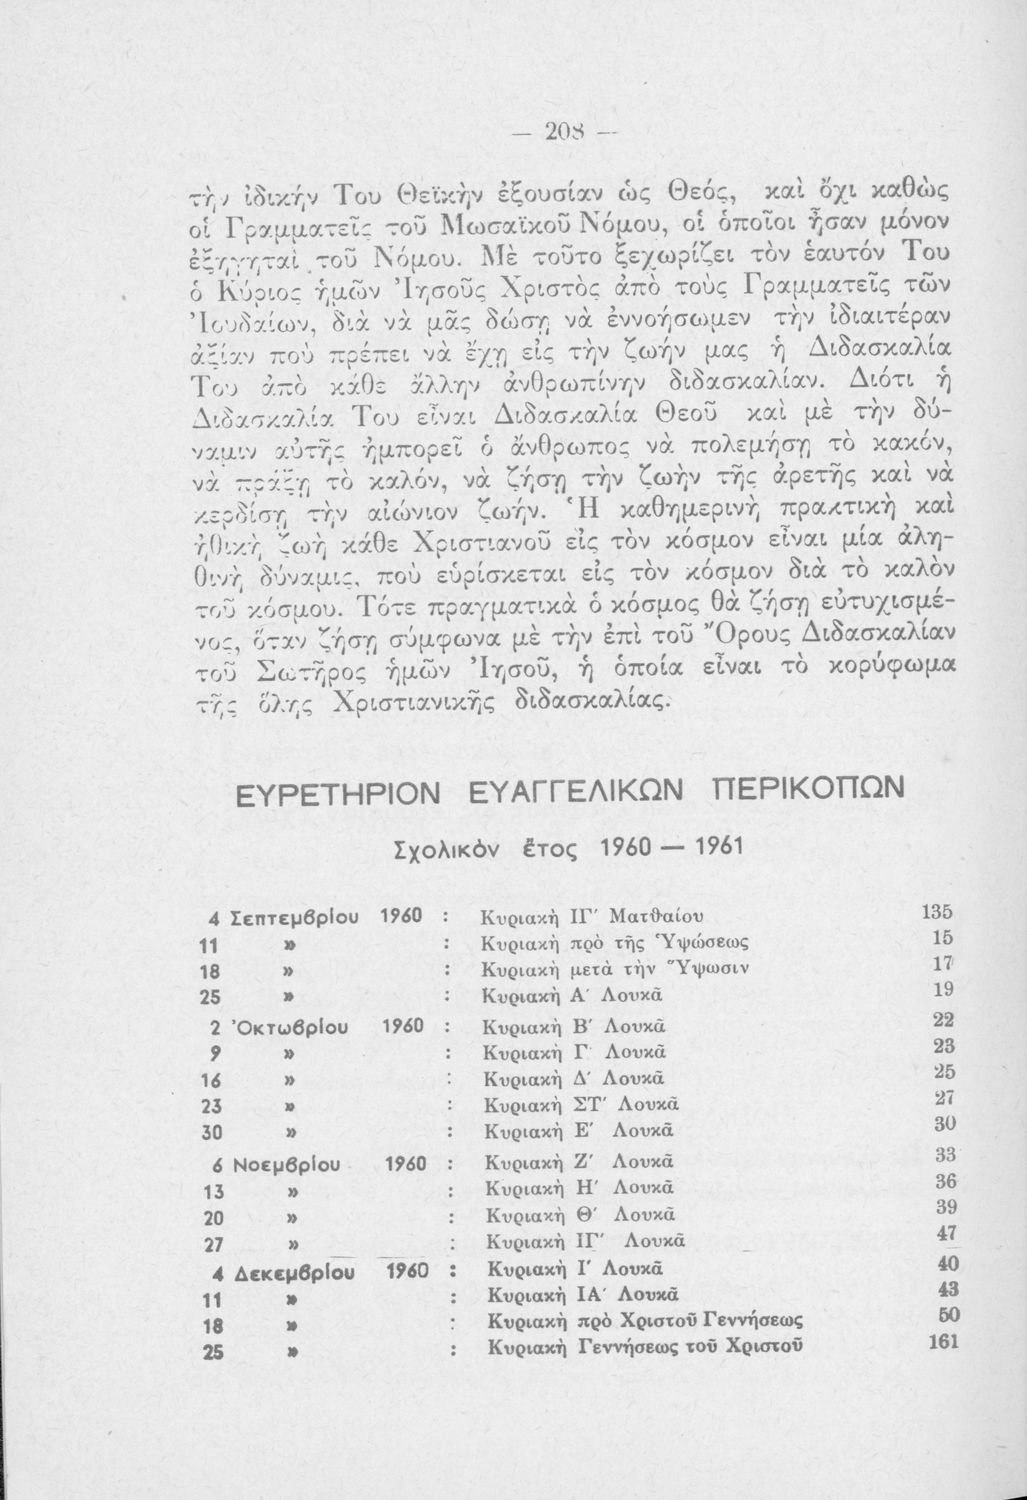 — 208 —
τὴν ἰδικήν Του Θεϊκὴν ἐξουσίαν ὡς Θεός, καὶ ὄχι καθὼς
οἱ Γραμματεῖς τοῦ Μωσαϊκοῦ Νόμου, οἱ ὁποῖοι ἦσαν μόνον
ἐξηγηταὶ τοῦ Νόμου. Μὲ τοῦτο ξεχωρίζει τὸν ἑαυτόν Του
ὁ Κύριος ἡμῶν Ἰησοῦς Χριστὸς ἀπὸ τοὺς Γραμματεῖς τῶν
Ἰουδαίων, διὰ νὰ μᾶς δώσῃ νὰ ἐννοήσωμεν τὴν ἰδιαιτέραν
ἀξίαν ποὺ πρέπει νὰ ἔχῃ εἰς τὴν ζωήν μας ἡ Διδασκαλία
Του ἀπὸ κάθε ἄλλην ἀνθρωπίνην διδασκαλίαν. Διότι ἡ
Διδασκαλία Του εἶναι Διδασκαλία Θεοῦ καὶ μὲ τὴν δύ-
ναμιν αὐτῆς ἠμπορεῖ ὁ ἄνθρωπος νὰ πολεμήσῃ τὸ κακόν,
νὰ πράξῃ τὸ καλόν, νὰ ζήσῃ τὴν ζωὴν τῆς ἀρετῆς καὶ νὰ
κερδίσῃ τὴν αἰώνιον ζωήν. Ἡ καθημερινὴ πρακτικὴ καὶ
ἠθικὴ ζωὴ κάθε Χριστιανοῦ εἰς τὸν κόσμον εἶναι μία ἀλη-
θινὴ δύναμις, ποὺ εὑρίσκεται εἰς τὸν κόσμον διὰ τὸ καλὸν
τοῦ κόσμου. Τότε πραγματικὰ ὁ κόσμος θὰ ζήσῃ εὐτυχισμέ-
νος, ὅταν ζήσῃ σύμφωνα μὲ τὴν ἐπὶ τοῦ Ὄρους Διδασκαλίαν
τοῦ Σωτῆρος ἡμῶν Ἰησοῦ, ἡ ὁποία εἶναι τὸ κορύφωμα
τῆς ὅλης Χριστιανικῆς διδασκαλίας.
ΕΥΡΕΤΗΡΙΟΝ ΕΥΑΓΓΕΛΙΚΩΝ ΠΕΡΙΚΟΠΩΝ
Σχολικὸν ἔτος 1960 — 1961
4 Σεπτεμβρίου 1960 : Κυριακὴ ΙΓ΄ Ματθαίου 135
11 » : Κυριακὴ πρὸ τῆς Ὑψώσεως 15
18 » : Κυριακὴ μετὰ τὴν Ὕψωσιν 17
25 » : Κυριακὴ Α΄ Λουκᾶ 19
2 Ὀκτωβρίου 1960 : Κυριακὴ Β΄ Λουκᾶ 22
9 » : Κυριακὴ Γ΄ Λουκᾶ 23
16 » : Κυριακὴ Δ΄ Λουκᾶ 25
23 » : Κυριακὴ ΣΤ΄ Λουκᾶ 27
30 » : Κυριακὴ Ε΄ Λουκᾶ 30
6 Νοεμβρίου 1960 : Κυριακὴ Ζ΄ Λουκᾶ 33
13 » : Κυριακὴ Η΄ Λουκᾶ 36
20 » : Κυριακὴ Θ΄ Λουκᾶ 39
27 » : Κυριακὴ ΙΓ΄ Λουκᾶ 47
4 Δεκεμβρίου 1960 : Κυριακὴ Ι΄ Λουκᾶ 40
11 » : Κυριακὴ ΙΑ΄ Λουκᾶ 43
18 » : Κυριακὴ πρὸ Χριστοῦ Γεννήσεως 50
25 » : Κυριακὴ Γεννήσεως τοῦ Χριστοῦ 161